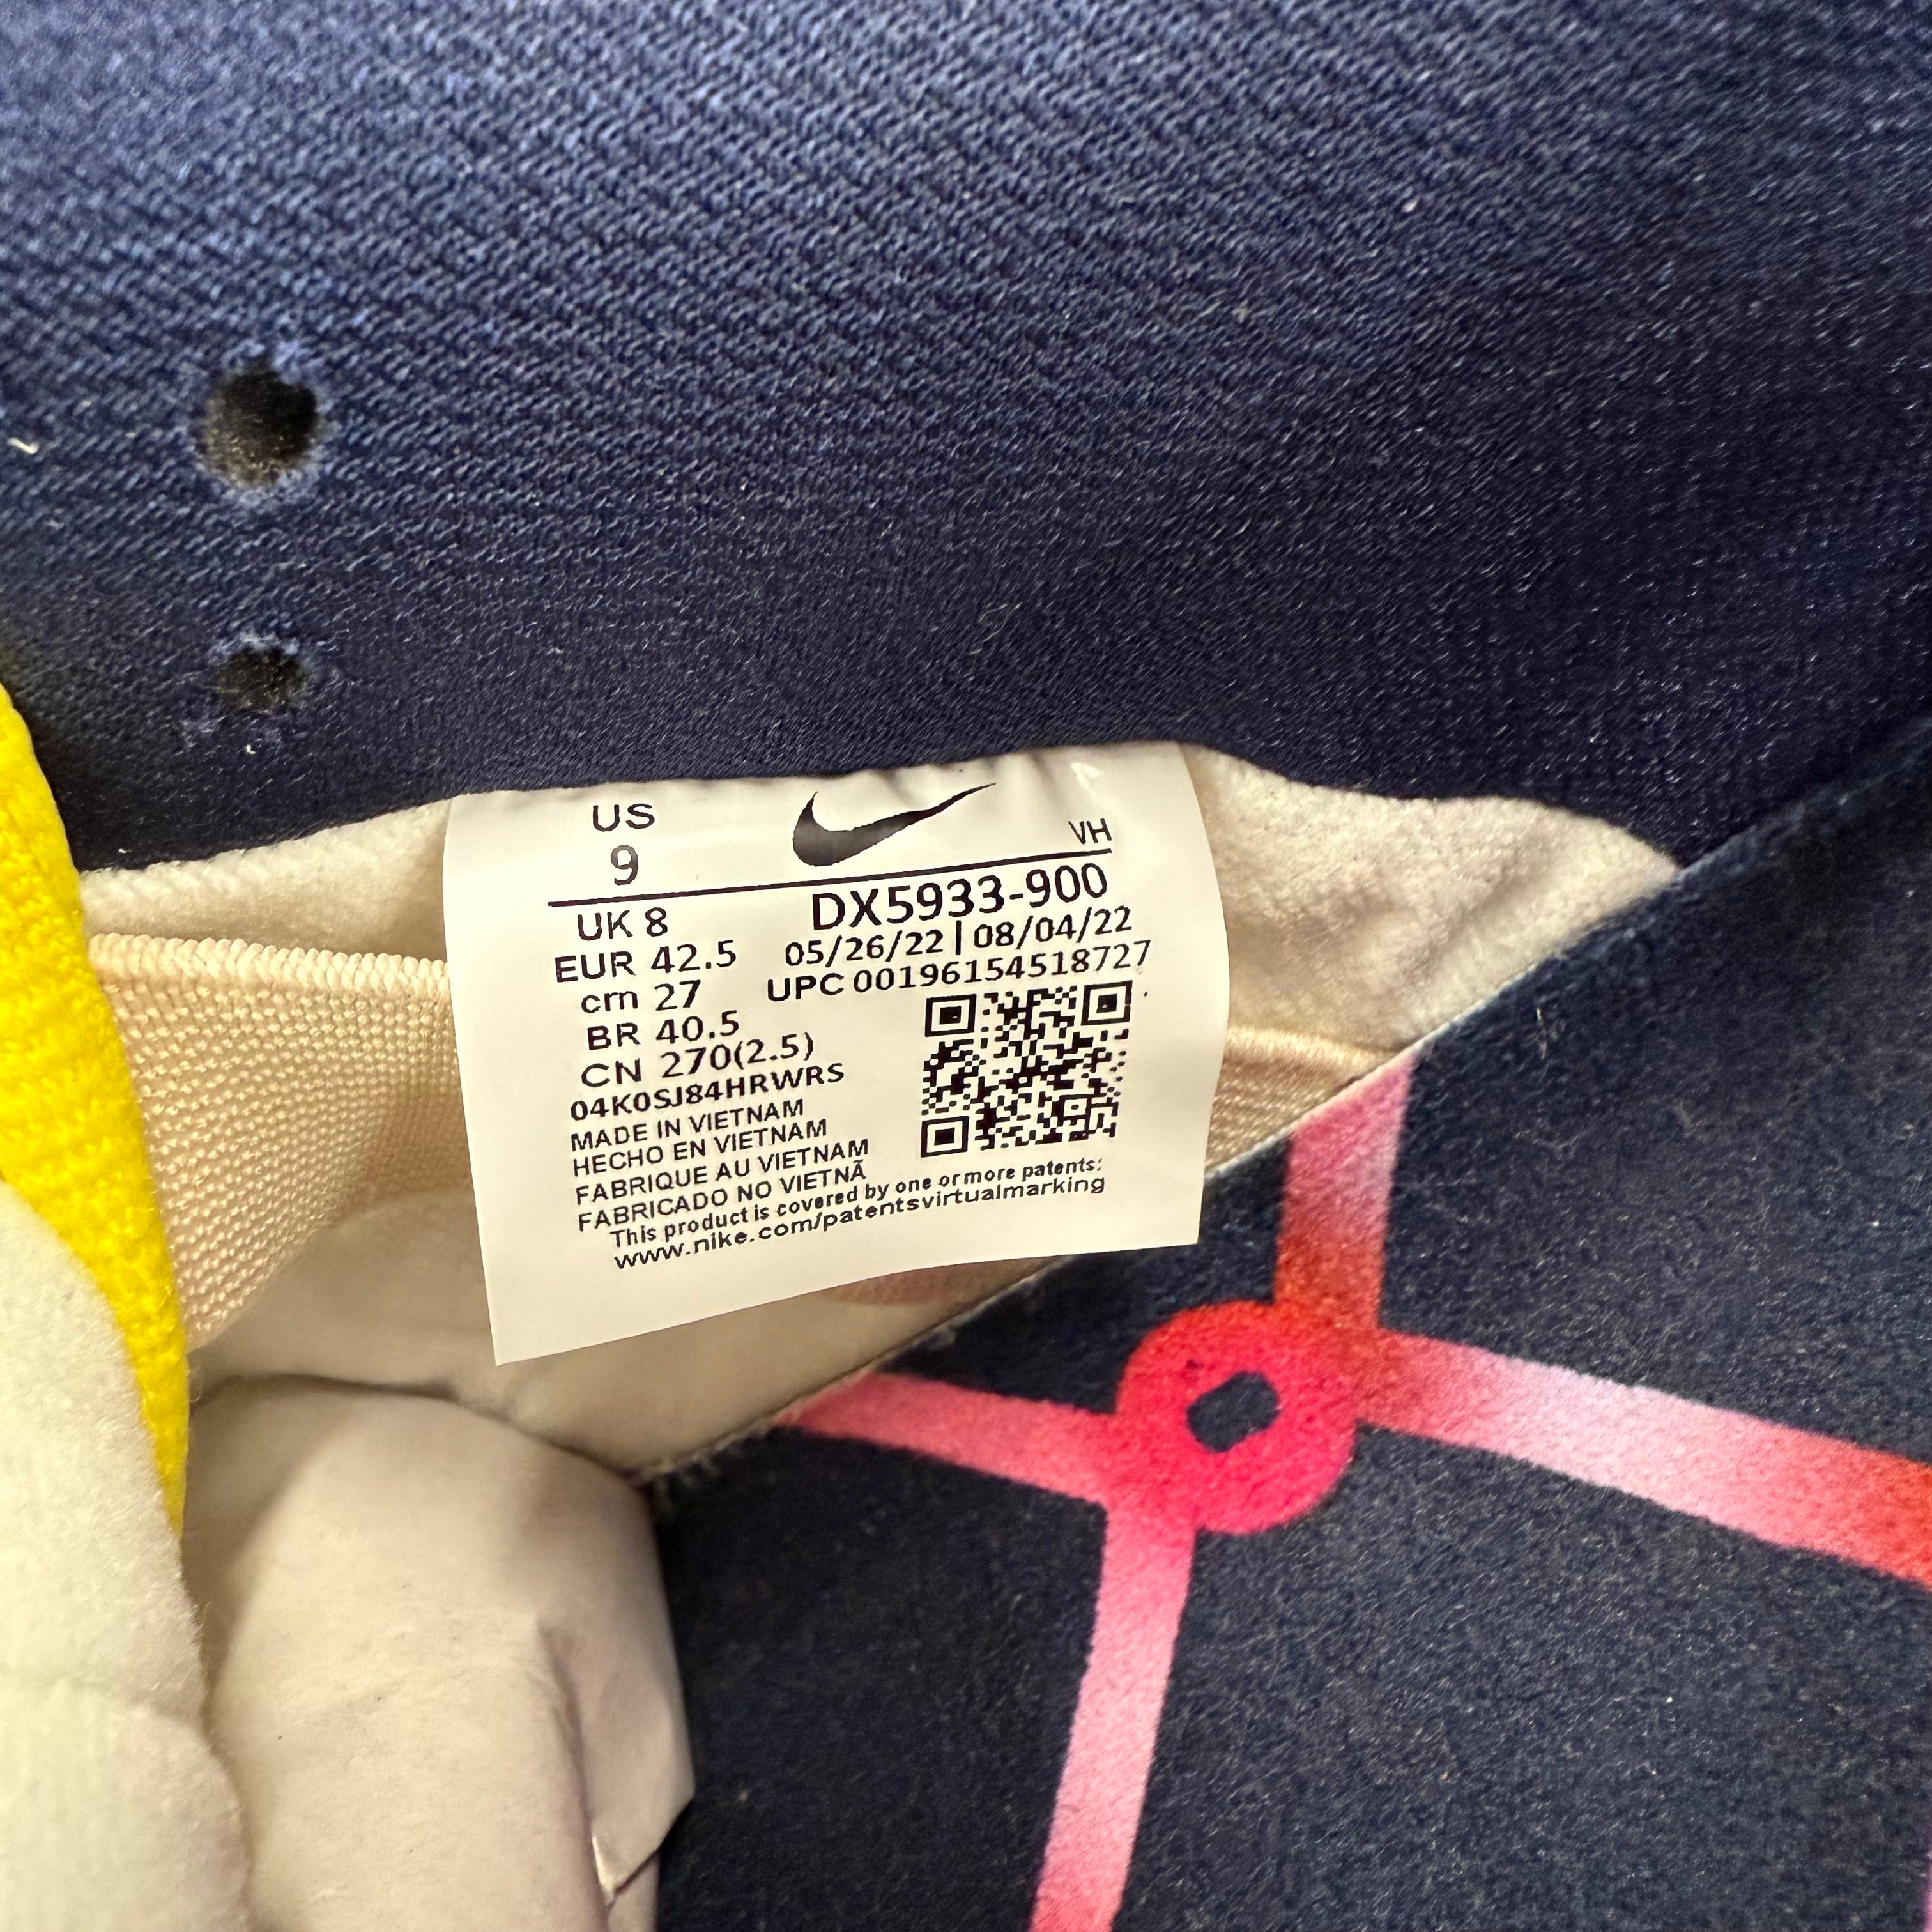 US
9
VH
DX5933-900
UK 8
05/26/22 | 08/04/22
EUR 42.5
UPC 00196154518727
cm 27
BR 40.5
CN 270(2.5)
04K0SJ84HRWRS
MADE IN VIETNAM
HECHO EN VIETNAM
FABRIQUE AU VIETNAM
FABRICADO NO VIETNÃ
This product is covered by one or more patents:
www.nike.com/patentsvirtualmarking